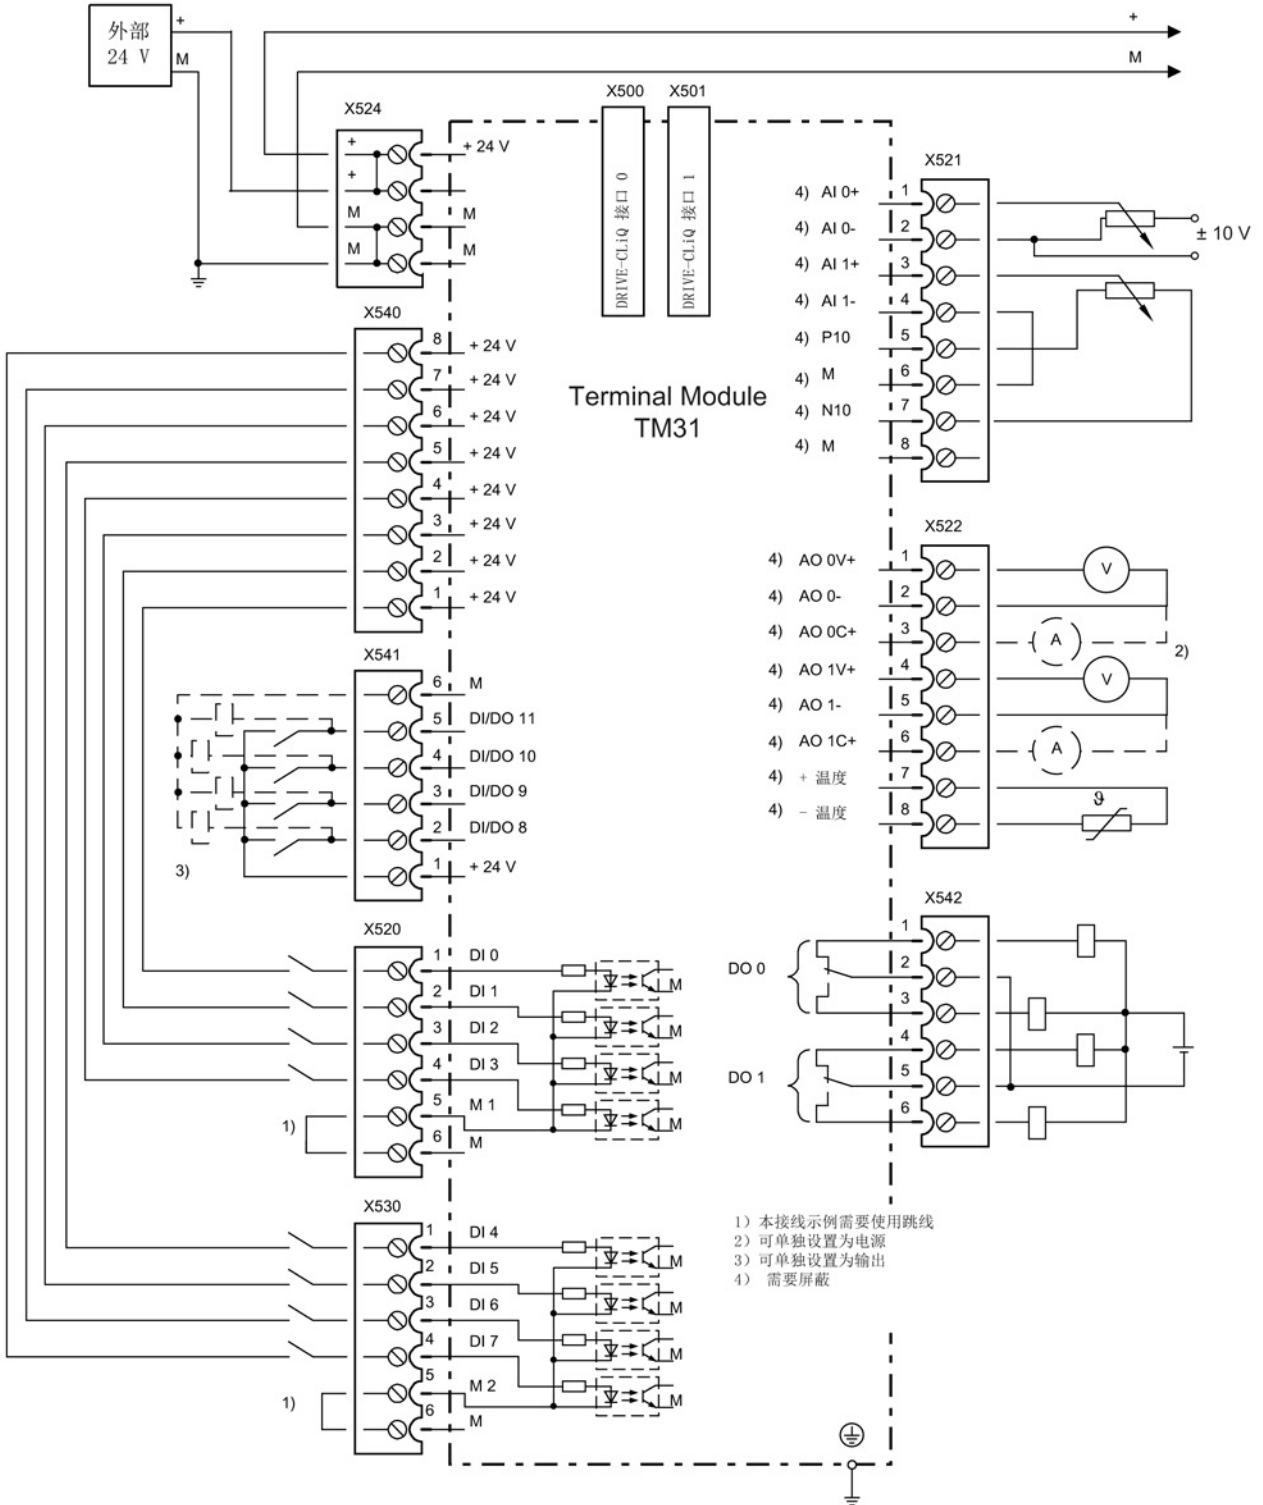 外部
24 V
+
M
+
M
X524
+
+
M
M
+ 24 V
M
M
X500
X501
DRIVE-CLiQ 接口 0
DRIVE-CLiQ 接口 1
Terminal Module
TM31
X540
8 + 24 V
7 + 24 V
6 + 24 V
5 + 24 V
4 + 24 V
3 + 24 V
2 + 24 V
1 + 24 V
X541
6 M
5 DI/DO 11
4 DI/DO 10
3 DI/DO 9
2 DI/DO 8
1 + 24 V
3)
X520
1 DI 0
2 DI 1
3 DI 2
4 DI 3
5 M 1
6 M
1)
M
M
M
M
X530
1 DI 4
2 DI 5
3 DI 6
4 DI 7
5 M 2
6 M
1)
M
M
M
M
X521
4) AI 0+ 1
4) AI 0- 2
4) AI 1+ 3
4) AI 1- 4
4) P10 5
4) M 6
4) N10 7
4) M 8
± 10 V
X522
4) AO 0V+ 1
4) AO 0- 2
4) AO 0C+ 3
4) AO 1V+ 4
4) AO 1- 5
4) AO 1C+ 6
4) + 温度 7
4) - 温度 8
V
A
2)
V
A
ϑ
X542
DO 0
1
2
3
DO 1
4
5
6
1) 本接线示例需要使用跳线
2) 可单独设置为电源
3) 可单独设置为输出
4) 需要屏蔽